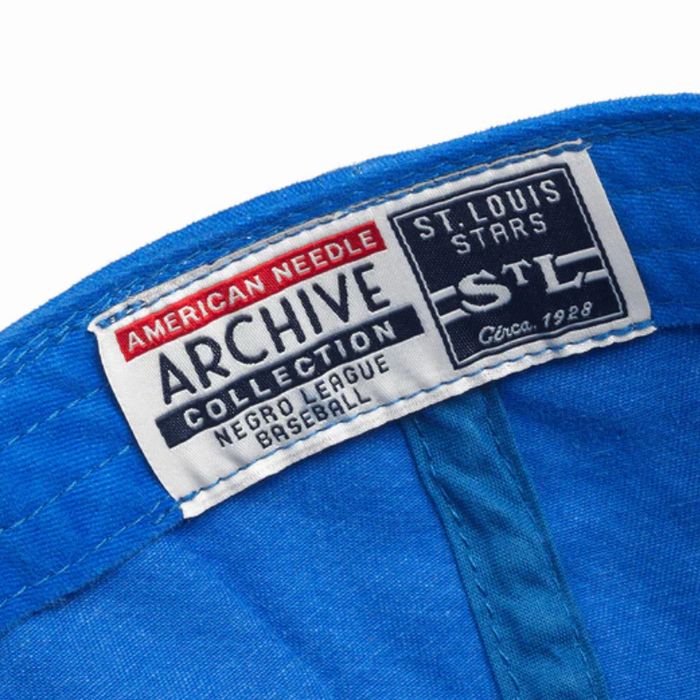 AMERICAN NEEDLE
ARCHIVE
COLLECTION
NEGRO LEAGUE
BASEBALL
ST. LOUIS
STARS
STL
Circa. 1928